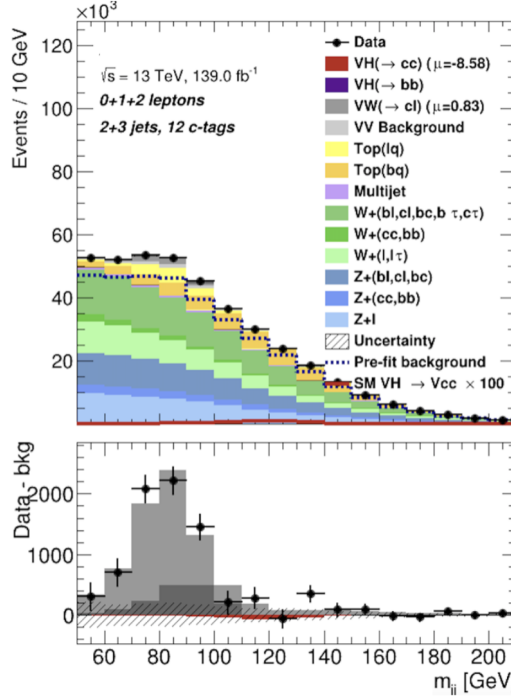 ×10³
Events / 10 GeV
120
100
80
60
40
20
√s = 13 TeV, 139.0 fb⁻¹
0+1+2 leptons
2+3 jets, 12 c-tags
Data
VH(→ cc) (μ=-8.58)
VH(→ bb)
VW(→ cl) (μ=0.83)
VV Background
Top(lq)
Top(bq)
Multijet
W+(bl,cl,bc,b τ,cτ)
W+(cc,bb)
W+(l,l τ)
Z+(bl,cl,bc)
Z+(cc,bb)
Z+l
Uncertainty
Pre-fit background
SM VH → Vcc × 100
Data - bkg
2000
1000
0
60 80 100 120 140 160 180 200
m_jj [GeV]